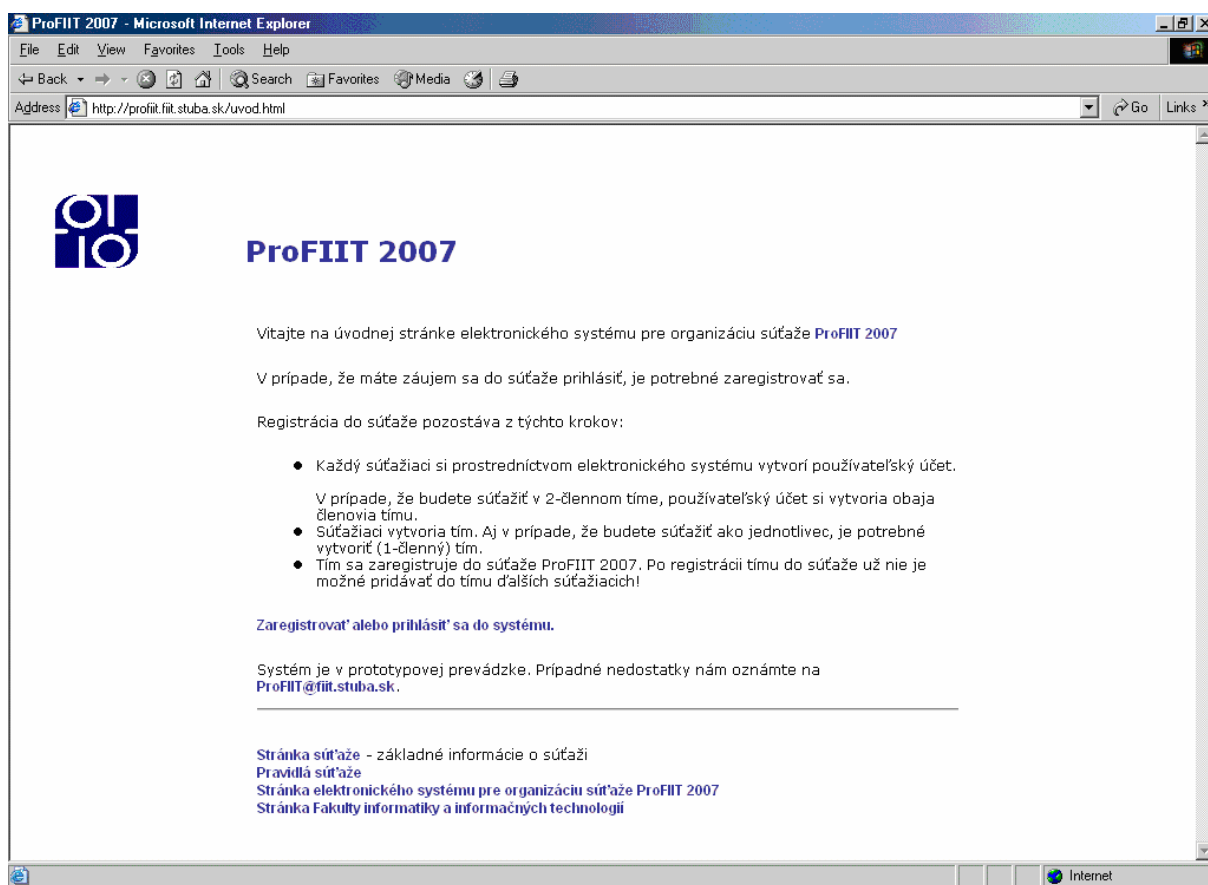 ProFIIT 2007 - Microsoft Internet Explorer
File Edit View Favorites Tools Help
Back Search Favorites Media
Address http://profiit.fiit.stuba.sk/uvod.html Go Links
ProFIIT 2007
Vitajte na úvodnej stránke elektronického systému pre organizáciu súťaže ProFIIT 2007
V prípade, že máte záujem sa do súťaže prihlásiť, je potrebné zaregistrovať sa.
Registrácia do súťaže pozostáva z týchto krokov:
● Každý súťažiaci si prostredníctvom elektronického systému vytvorí používateľský účet.
V prípade, že budete súťažiť v 2-člennom tíme, používateľský účet si vytvoria obaja
členovia tímu.
● Súťažiaci vytvoria tím. Aj v prípade, že budete súťažiť ako jednotlivec, je potrebné
vytvoriť (1-členný) tím.
● Tím sa zaregistruje do súťaže ProFIIT 2007. Po registrácii tímu do súťaže už nie je
možné pridávať do tímu ďalších súťažiacich!
Zaregistrovať alebo prihlásiť sa do systému.
Systém je v prototypovej prevádzke. Prípadné nedostatky nám oznámte na
ProFIIT@fiit.stuba.sk.
Stránka súťaže - základné informácie o súťaži
Pravidlá súťaže
Stránka elektronického systému pre organizáciu súťaže ProFIIT 2007
Stránka Fakulty informatiky a informačných technologií
Internet